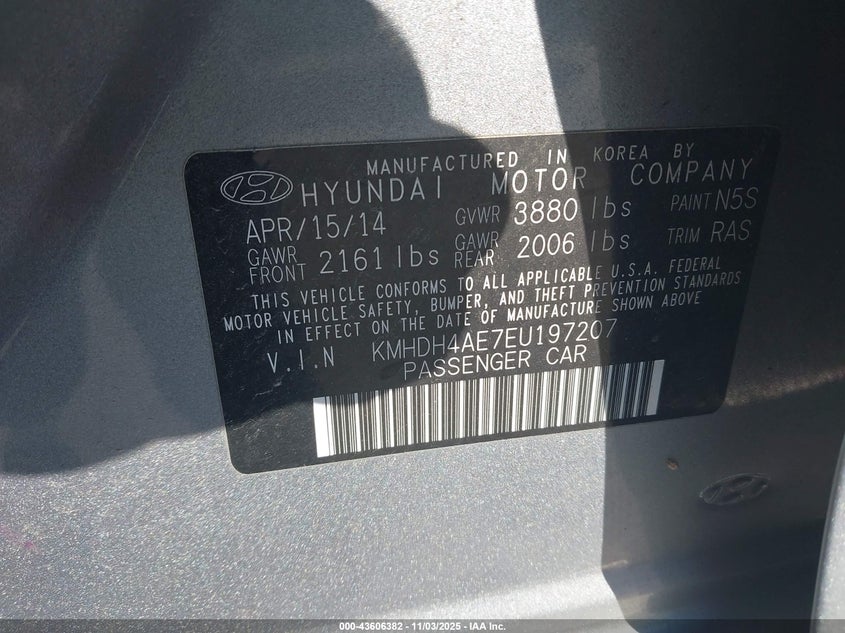 MANUFACTURED IN KOREA BY
HYUNDAI MOTOR COMPANY
APR/15/14 GVWR 3880 lbs PAINT N5S
GAWR FRONT 2161 lbs GAWR REAR 2006 lbs TRIM RAS
THIS VEHICLE CONFORMS TO ALL APPLICABLE U.S.A. FEDERAL
MOTOR VEHICLE SAFETY, BUMPER, AND THEFT PREVENTION STANDARDS
IN EFFECT ON THE DATE OF MANUFACTURE SHOWN ABOVE
V.I.N KMHDH4AE7EU197207
PASSENGER CAR
000-43606382 - 11/03/2025 - IAA Inc.